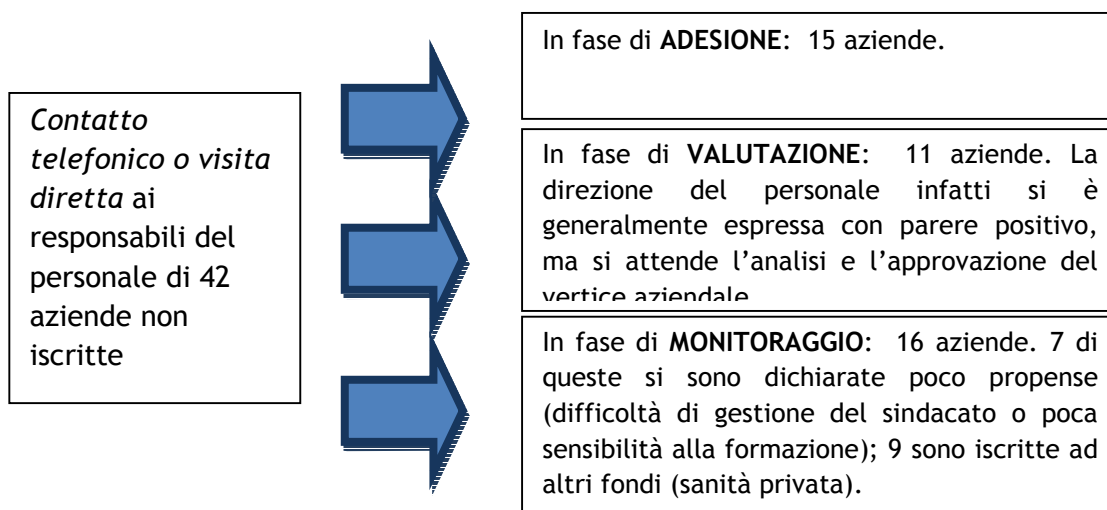 Contatto
telefonico o visita
diretta ai
responsabili del
personale di 42
aziende non
iscritte
In fase di ADESIONE: 15 aziende.
In fase di VALUTAZIONE: 11 aziende. La
direzione del personale infatti si è
generalmente espressa con parere positivo,
ma si attende l’analisi e l’approvazione del
vertice aziendale
In fase di MONITORAGGIO: 16 aziende. 7 di
queste si sono dichiarate poco propense
(difficoltà di gestione del sindacato o poca
sensibilità alla formazione); 9 sono iscritte ad
altri fondi (sanità privata).